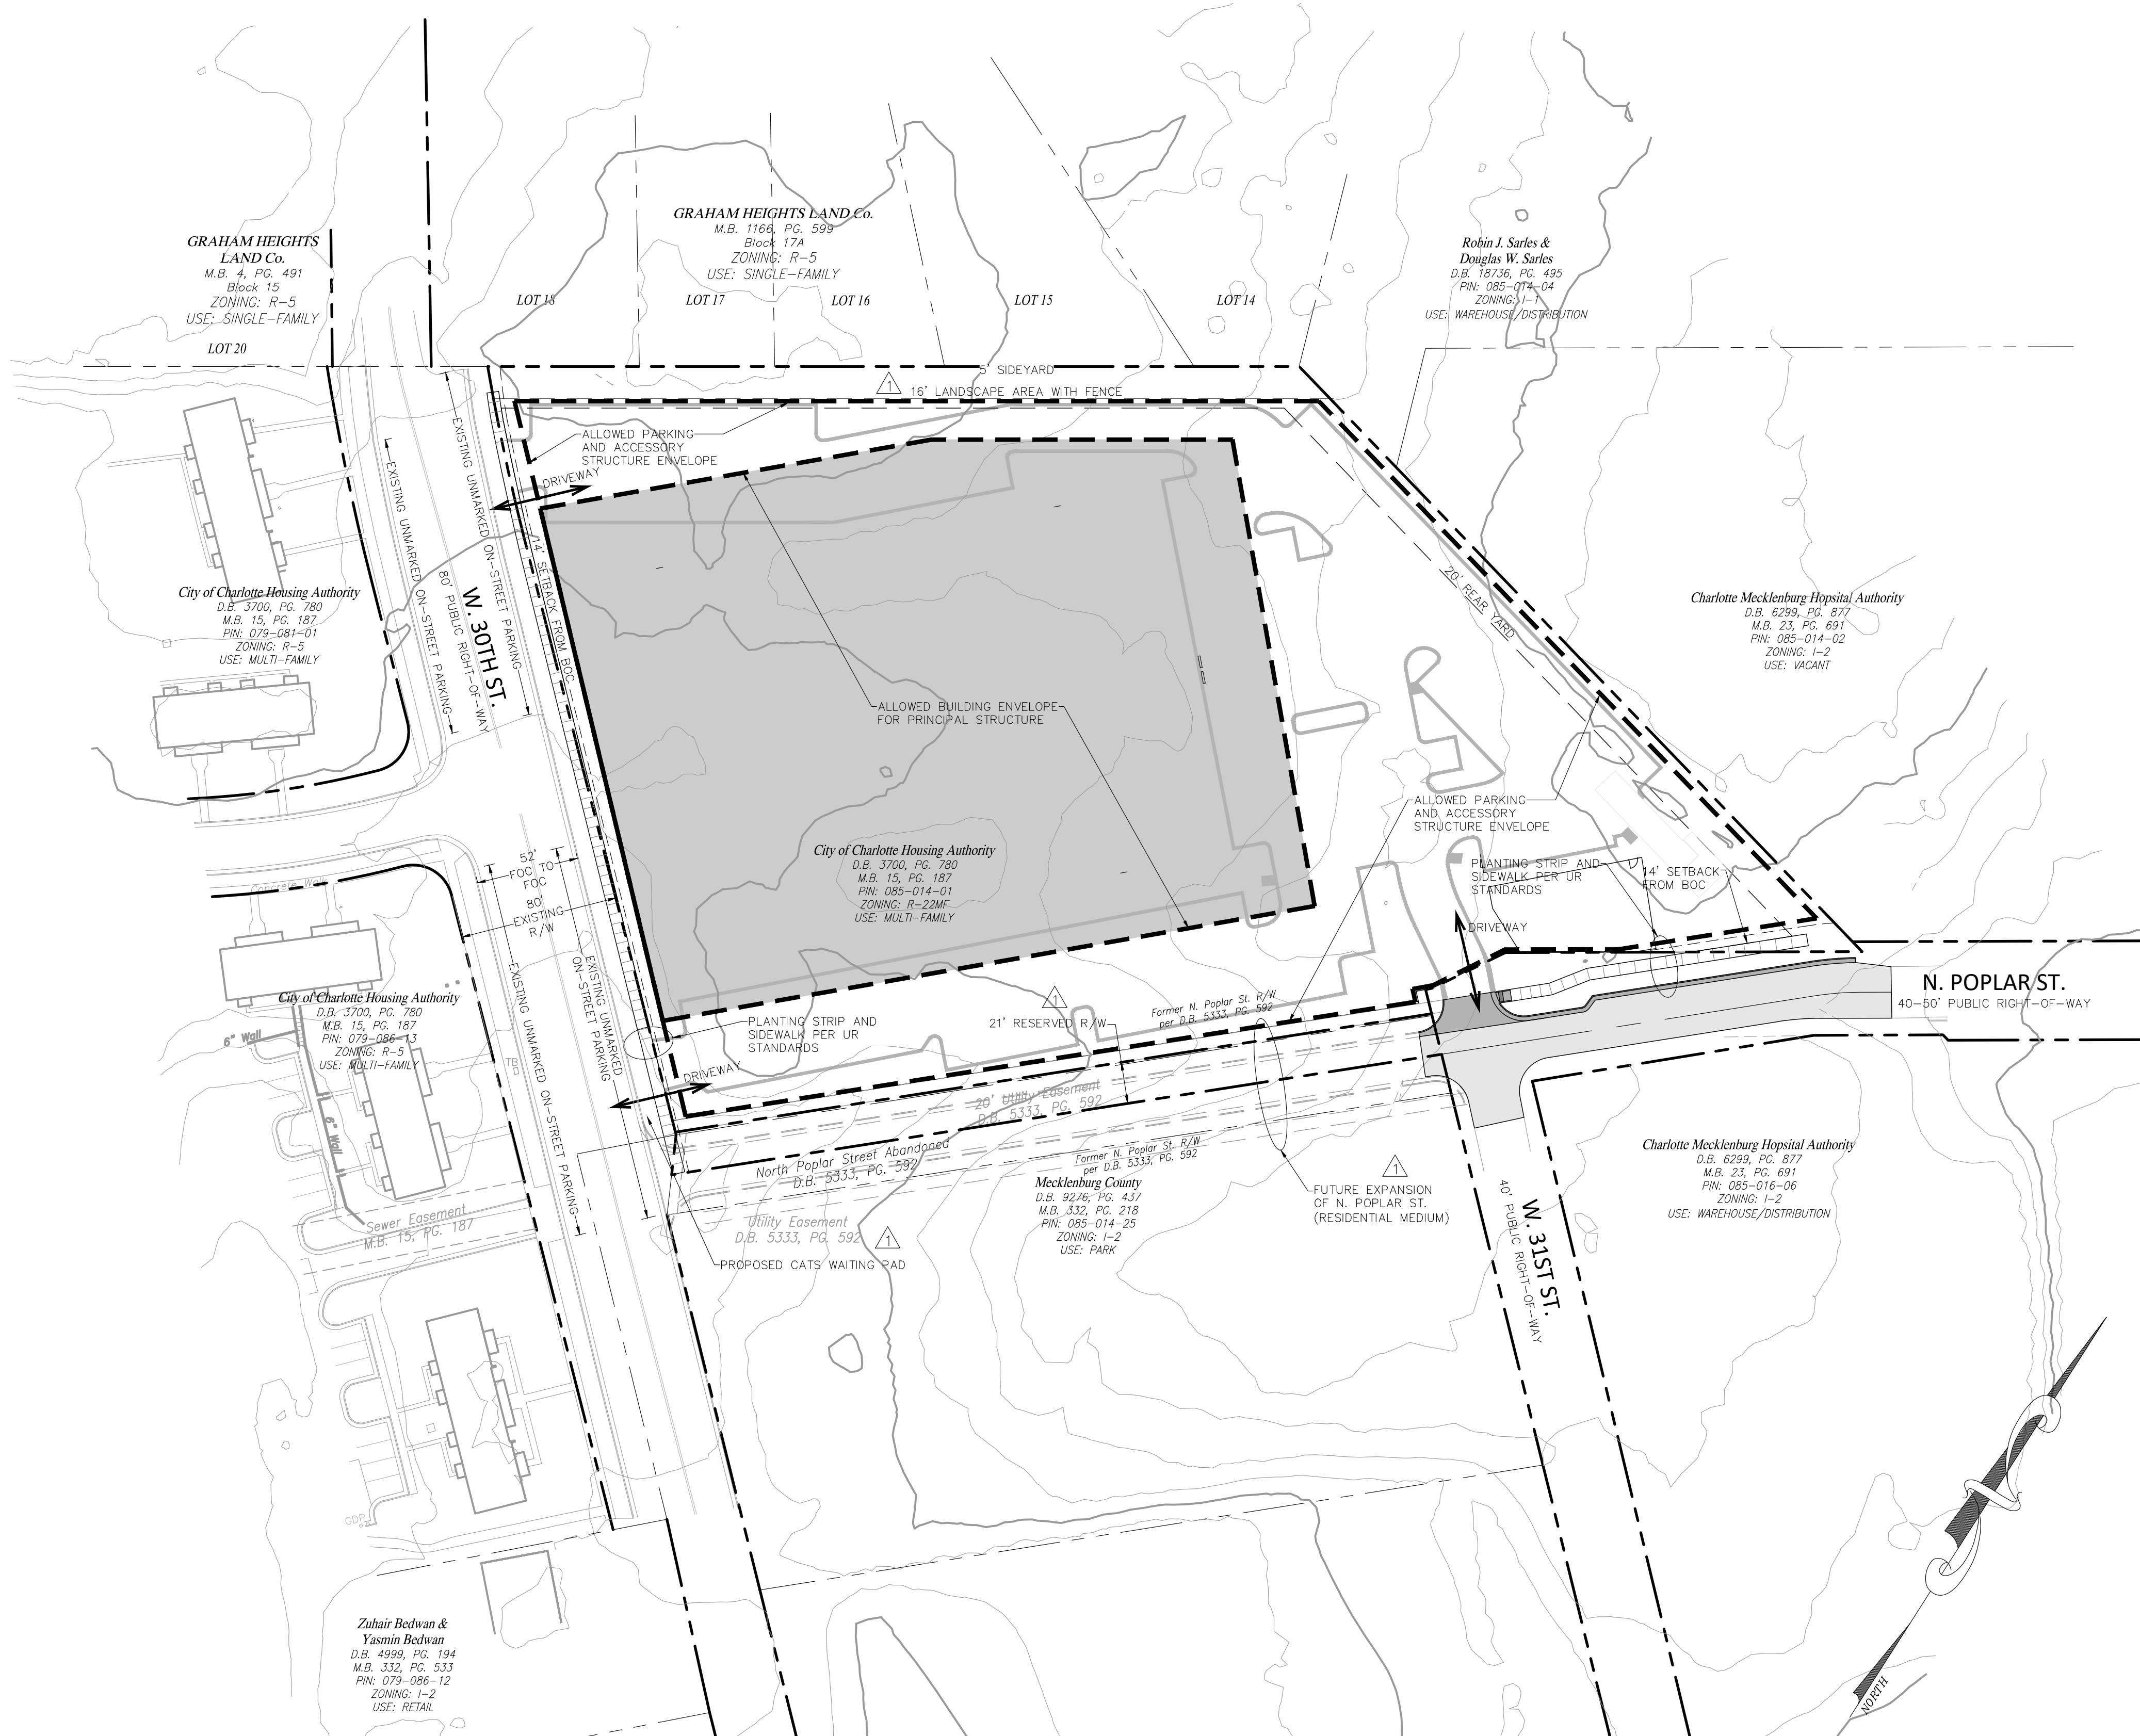 GRAHAM HEIGHTS
LAND Co.
M.B. 4, PG. 491
Block 15
ZONING: R-5
USE: SINGLE-FAMILY
LOT 20
GRAHAM HEIGHTS LAND Co.
M.B. 1166, PG. 599
Block 17A
ZONING: R-5
USE: SINGLE-FAMILY
LOT 18
LOT 17
LOT 16
LOT 15
LOT 14
Robin J. Sarles &
Douglas W. Sarles
D.B. 18736, PG. 495
PIN: 085-014-04
ZONING: I-1
USE: WAREHOUSE/DISTRIBUTION
5' SIDEYARD
1
16' LANDSCAPE AREA WITH FENCE
ALLOWED PARKING
AND ACCESSORY
STRUCTURE ENVELOPE
DRIVEWAY
EXISTING UNMARKED ON-STREET PARKING
EXISTING UNMARKED ON-STREET PARKING
80' PUBLIC RIGHT-OF-WAY
W. 30TH ST.
14' SETBACK FROM BOC
City of Charlotte Housing Authority
D.B. 3700, PG. 780
M.B. 15, PG. 187
PIN: 079-081-01
ZONING: R-5
USE: MULTI-FAMILY
20' REAR YARD
Charlotte Mecklenburg Hopsital Authority
D.B. 6299, PG. 877
M.B. 23, PG. 691
PIN: 085-014-02
ZONING: I-2
USE: VACANT
ALLOWED BUILDING ENVELOPE
FOR PRINCIPAL STRUCTURE
ALLOWED PARKING
AND ACCESSORY
STRUCTURE ENVELOPE
City of Charlotte Housing Authority
D.B. 3700, PG. 780
M.B. 15, PG. 187
PIN: 085-014-01
ZONING: R-22MF
USE: MULTI-FAMILY
PLANTING STRIP AND
SIDEWALK PER UR
STANDARDS
14' SETBACK
FROM BOC
DRIVEWAY
52'
FOC TO
FOC
80'
EXISTING
R/W
Concrete Wall
EXISTING UNMARKED
ON-STREET PARKING
EXISTING UNMARKED ON-STREET PARKING
City of Charlotte Housing Authority
D.B. 3700, PG. 780
M.B. 15, PG. 187
PIN: 079-086-13
ZONING: R-5
USE: MULTI-FAMILY
6" Wall
6" Wall
TB
PLANTING STRIP AND
SIDEWALK PER UR
STANDARDS
DRIVEWAY
1
21' RESERVED R/W
Former N. Poplar St. R/W
per D.B. 5333, PG. 592
N. POPLAR ST.
40-50' PUBLIC RIGHT-OF-WAY
20' Utility Easement
D.B. 5333, PG. 592
North Poplar Street Abandoned
D.B. 5333, PG. 592
Former N. Poplar St. R/W
per D.B. 5333, PG. 592
Mecklenburg County
D.B. 9276, PG. 437
M.B. 332, PG. 218
PIN: 085-014-25
ZONING: I-2
USE: PARK
Utility Easement
D.B. 5333, PG. 592
1
PROPOSED CATS WAITING PAD
1
FUTURE EXPANSION
OF N. POPLAR ST.
(RESIDENTIAL MEDIUM)
40' PUBLIC RIGHT-OF-WAY
W. 31ST ST.
Charlotte Mecklenburg Hopsital Authority
D.B. 6299, PG. 877
M.B. 23, PG. 691
PIN: 085-016-06
ZONING: I-2
USE: WAREHOUSE/DISTRIBUTION
Sewer Easement
M.B. 15, PG. 187
GDP
Zuhair Bedwan &
Yasmin Bedwan
D.B. 4999, PG. 194
M.B. 332, PG. 533
PIN: 079-086-12
ZONING: I-2
USE: RETAIL
NORTH